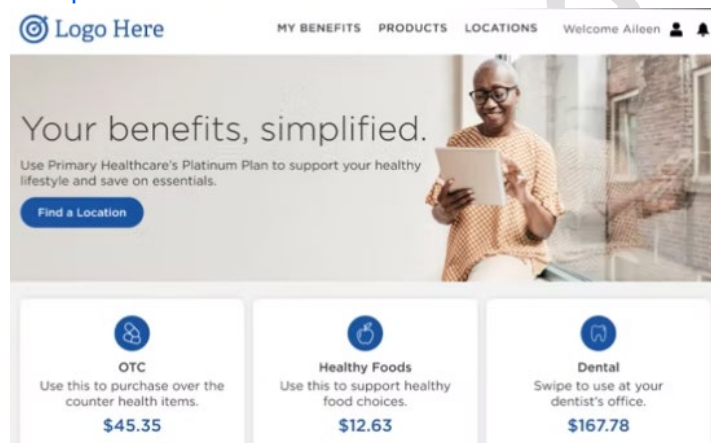 Logo Here
MY BENEFITS PRODUCTS LOCATIONS Welcome Aileen
Your benefits, simplified.
Use Primary Healthcare's Platinum Plan to support your healthy
lifestyle and save on essentials.
Find a Location
OTC
Use this to purchase over the
counter health items.
$45.35
Healthy Foods
Use this to support healthy
food choices.
$12.63
Dental
Swipe to use at your
dentist's office.
$167.78